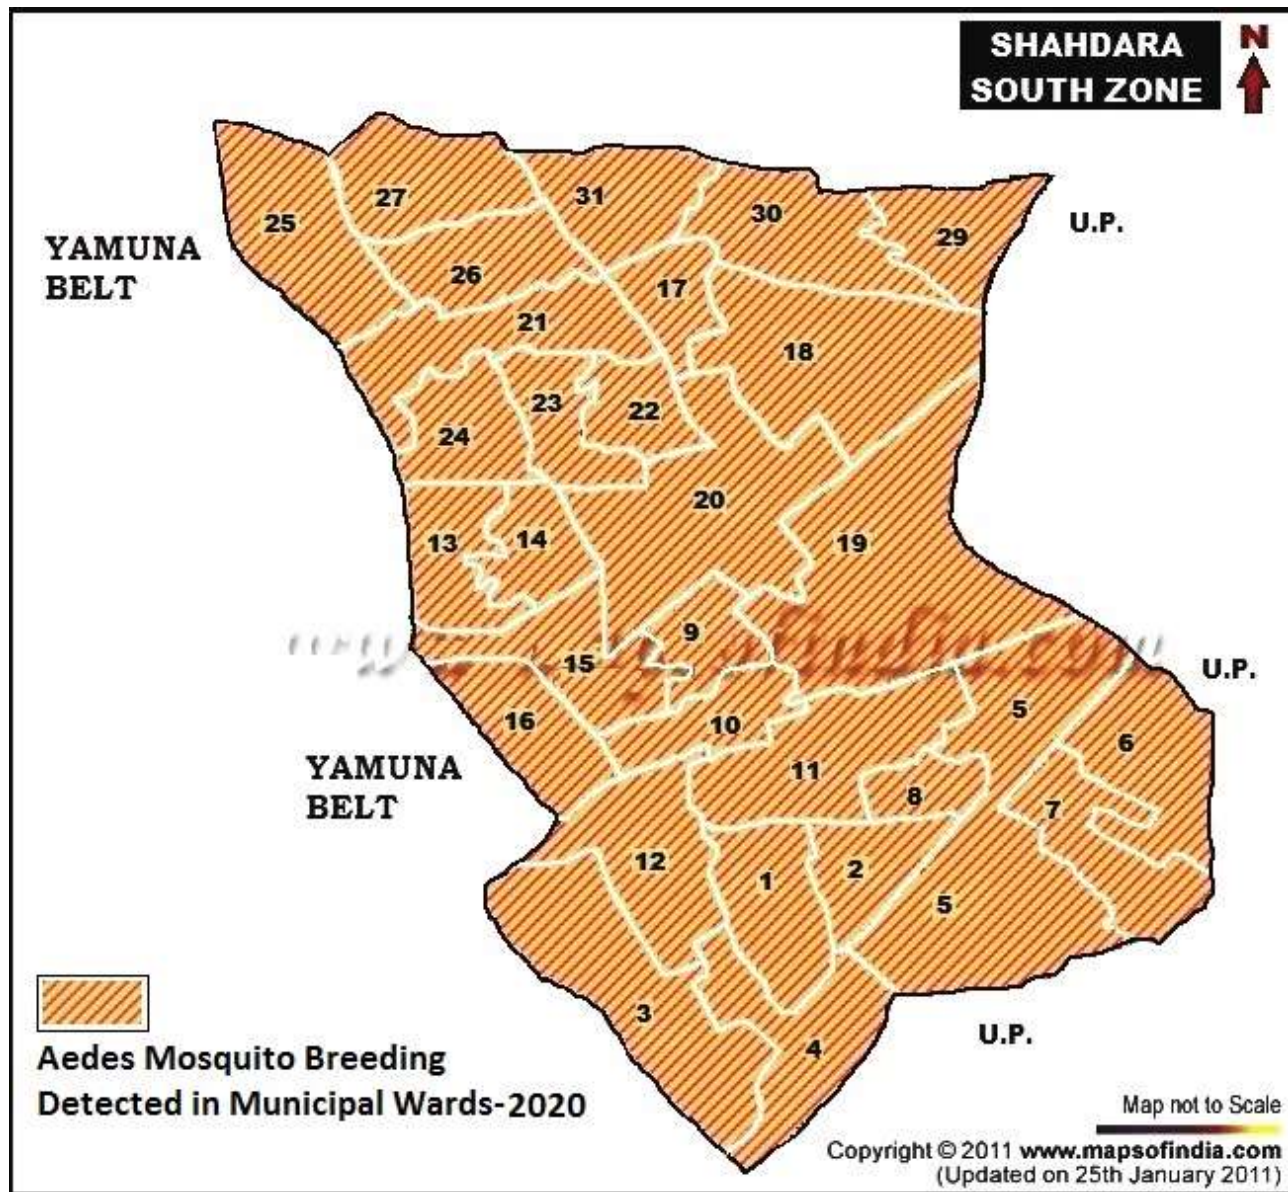 SHAHDARA
SOUTH ZONE
N
27
31
30
25
29
U.P.
YAMUNA
BELT
26
17
21
18
23
22
24
20
13
14
19
9
15
U.P.
16
10
5
6
YAMUNA
BELT
11
8
7
12
1
2
5
3
4
U.P.
Aedes Mosquito Breeding
Detected in Municipal Wards-2020
Map not to Scale
Copyright © 2011 www.mapsofindia.com
(Updated on 25th January 2011)